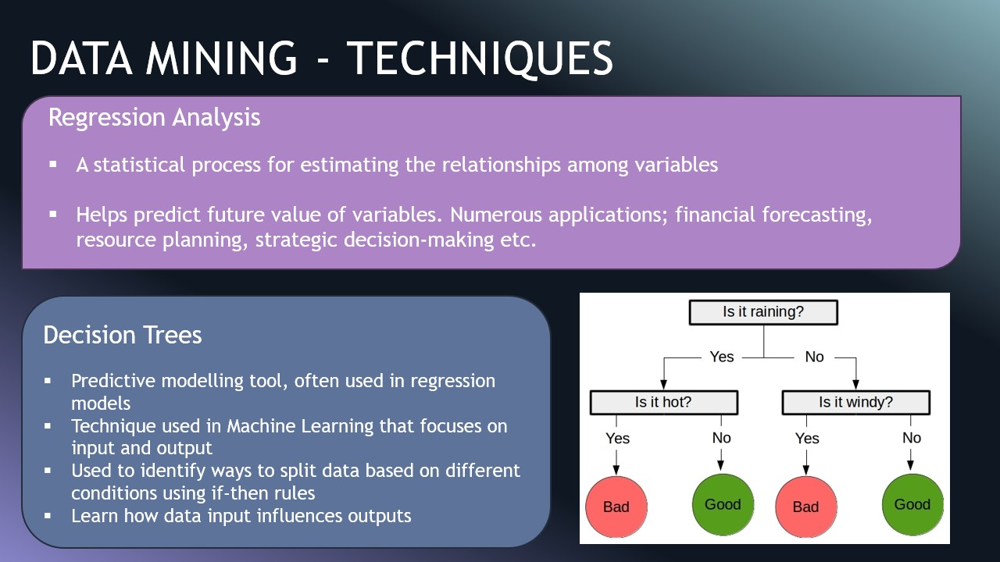 DATA MINING - TECHNIQUES
Regression Analysis
▪ A statistical process for estimating the relationships among variables
▪ Helps predict future value of variables. Numerous applications; financial forecasting,
resource planning, strategic decision-making etc.
Decision Trees
▪ Predictive modelling tool, often used in regression
models
▪ Technique used in Machine Learning that focuses on
input and output
▪ Used to identify ways to split data based on different
conditions using if-then rules
▪ Learn how data input influences outputs
Is it raining?
Yes No
Is it hot? Is it windy?
Yes No Yes No
Bad Good Bad Good